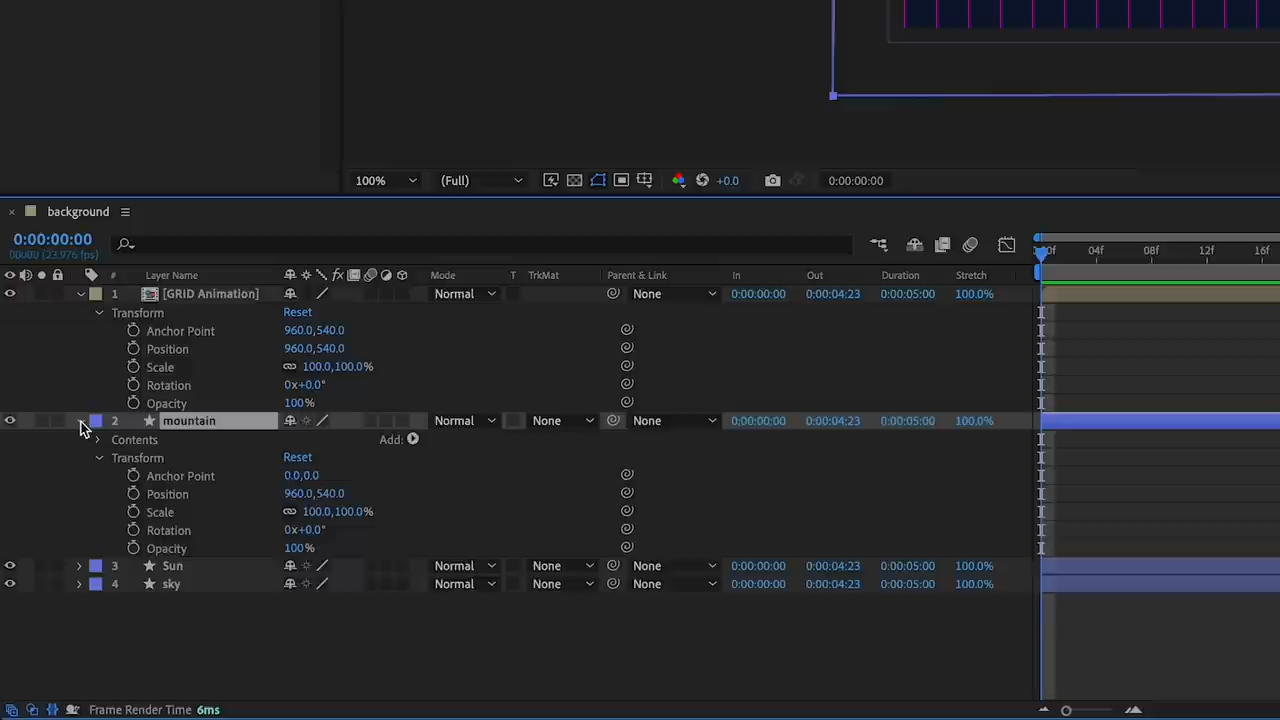 100% (Full) +0.0 0:00:00:00
background
0:00:00:00
00000 (23.976 fps)
# Layer Name fx Mode T TrkMat Parent & Link In Out Duration Stretch 04f 08f 12f 16f
1 [GRID Animation] Normal None 0:00:00:00 0:00:04:23 0:00:05:00 100.0%
Transform Reset
Anchor Point 960.0,540.0
Position 960.0,540.0
Scale 100.0,100.0%
Rotation 0x+0.0°
Opacity 100%
2 mountain Normal None None 0:00:00:00 0:00:04:23 0:00:05:00 100.0%
Contents Add:
Transform Reset
Anchor Point 0.0,0.0
Position 960.0,540.0
Scale 100.0,100.0%
Rotation 0x+0.0°
Opacity 100%
3 Sun Normal None None 0:00:00:00 0:00:04:23 0:00:05:00 100.0%
4 sky Normal None None 0:00:00:00 0:00:04:23 0:00:05:00 100.0%
Frame Render Time 6ms